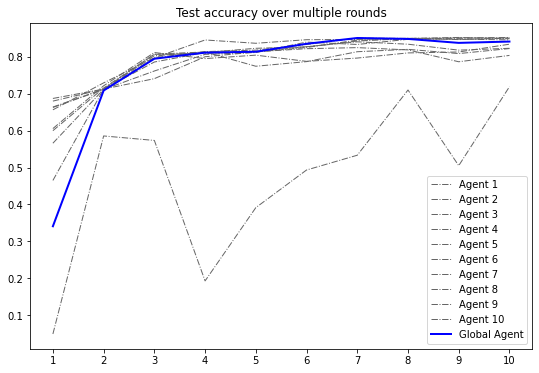 Test accuracy over multiple rounds
0.8
0.7
0.6
0.5
0.4
0.3
0.2
0.1
1 2 3 4 5 6 7 8 9 10
Agent 1
Agent 2
Agent 3
Agent 4
Agent 5
Agent 6
Agent 7
Agent 8
Agent 9
Agent 10
Global Agent